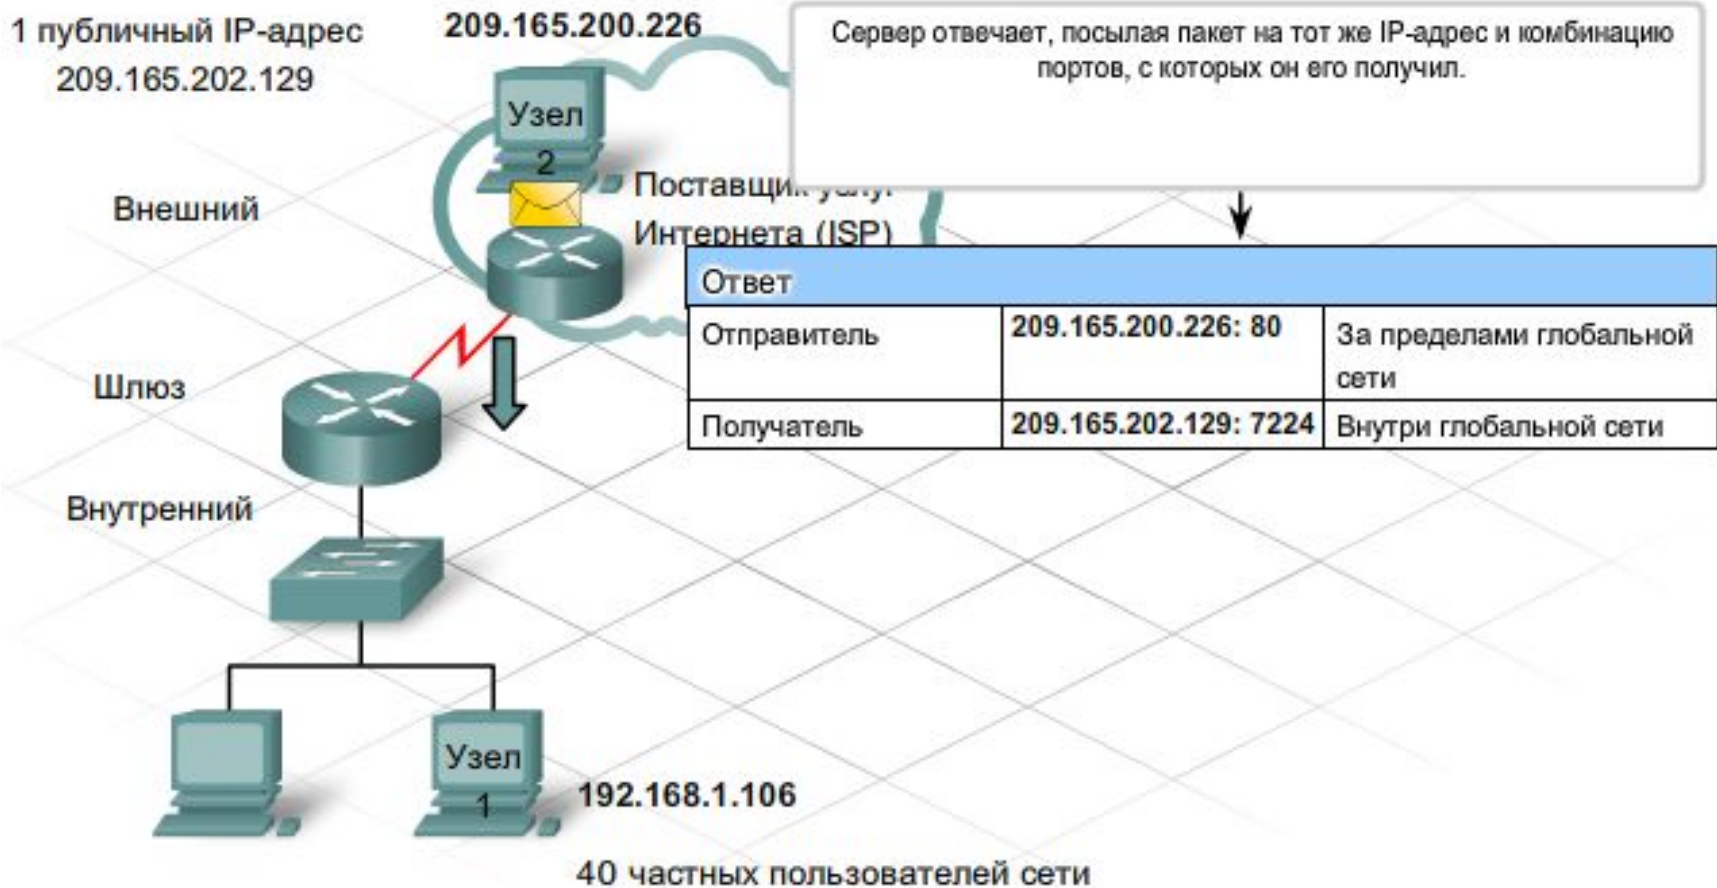 1 публичный IP-адрес
209.165.202.129
209.165.200.226
Сервер отвечает, посылая пакет на тот же IP-адрес и комбинацию
портов, с которых он его получил.
Узел
2
Поставщик услуг
Интернета (ISP)
Внешний
Ответ
Отправитель 209.165.200.226: 80 За пределами глобальной
сети
Получатель 209.165.202.129: 7224 Внутри глобальной сети
Шлюз
Внутренний
Узел
1
192.168.1.106
40 частных пользователей сети